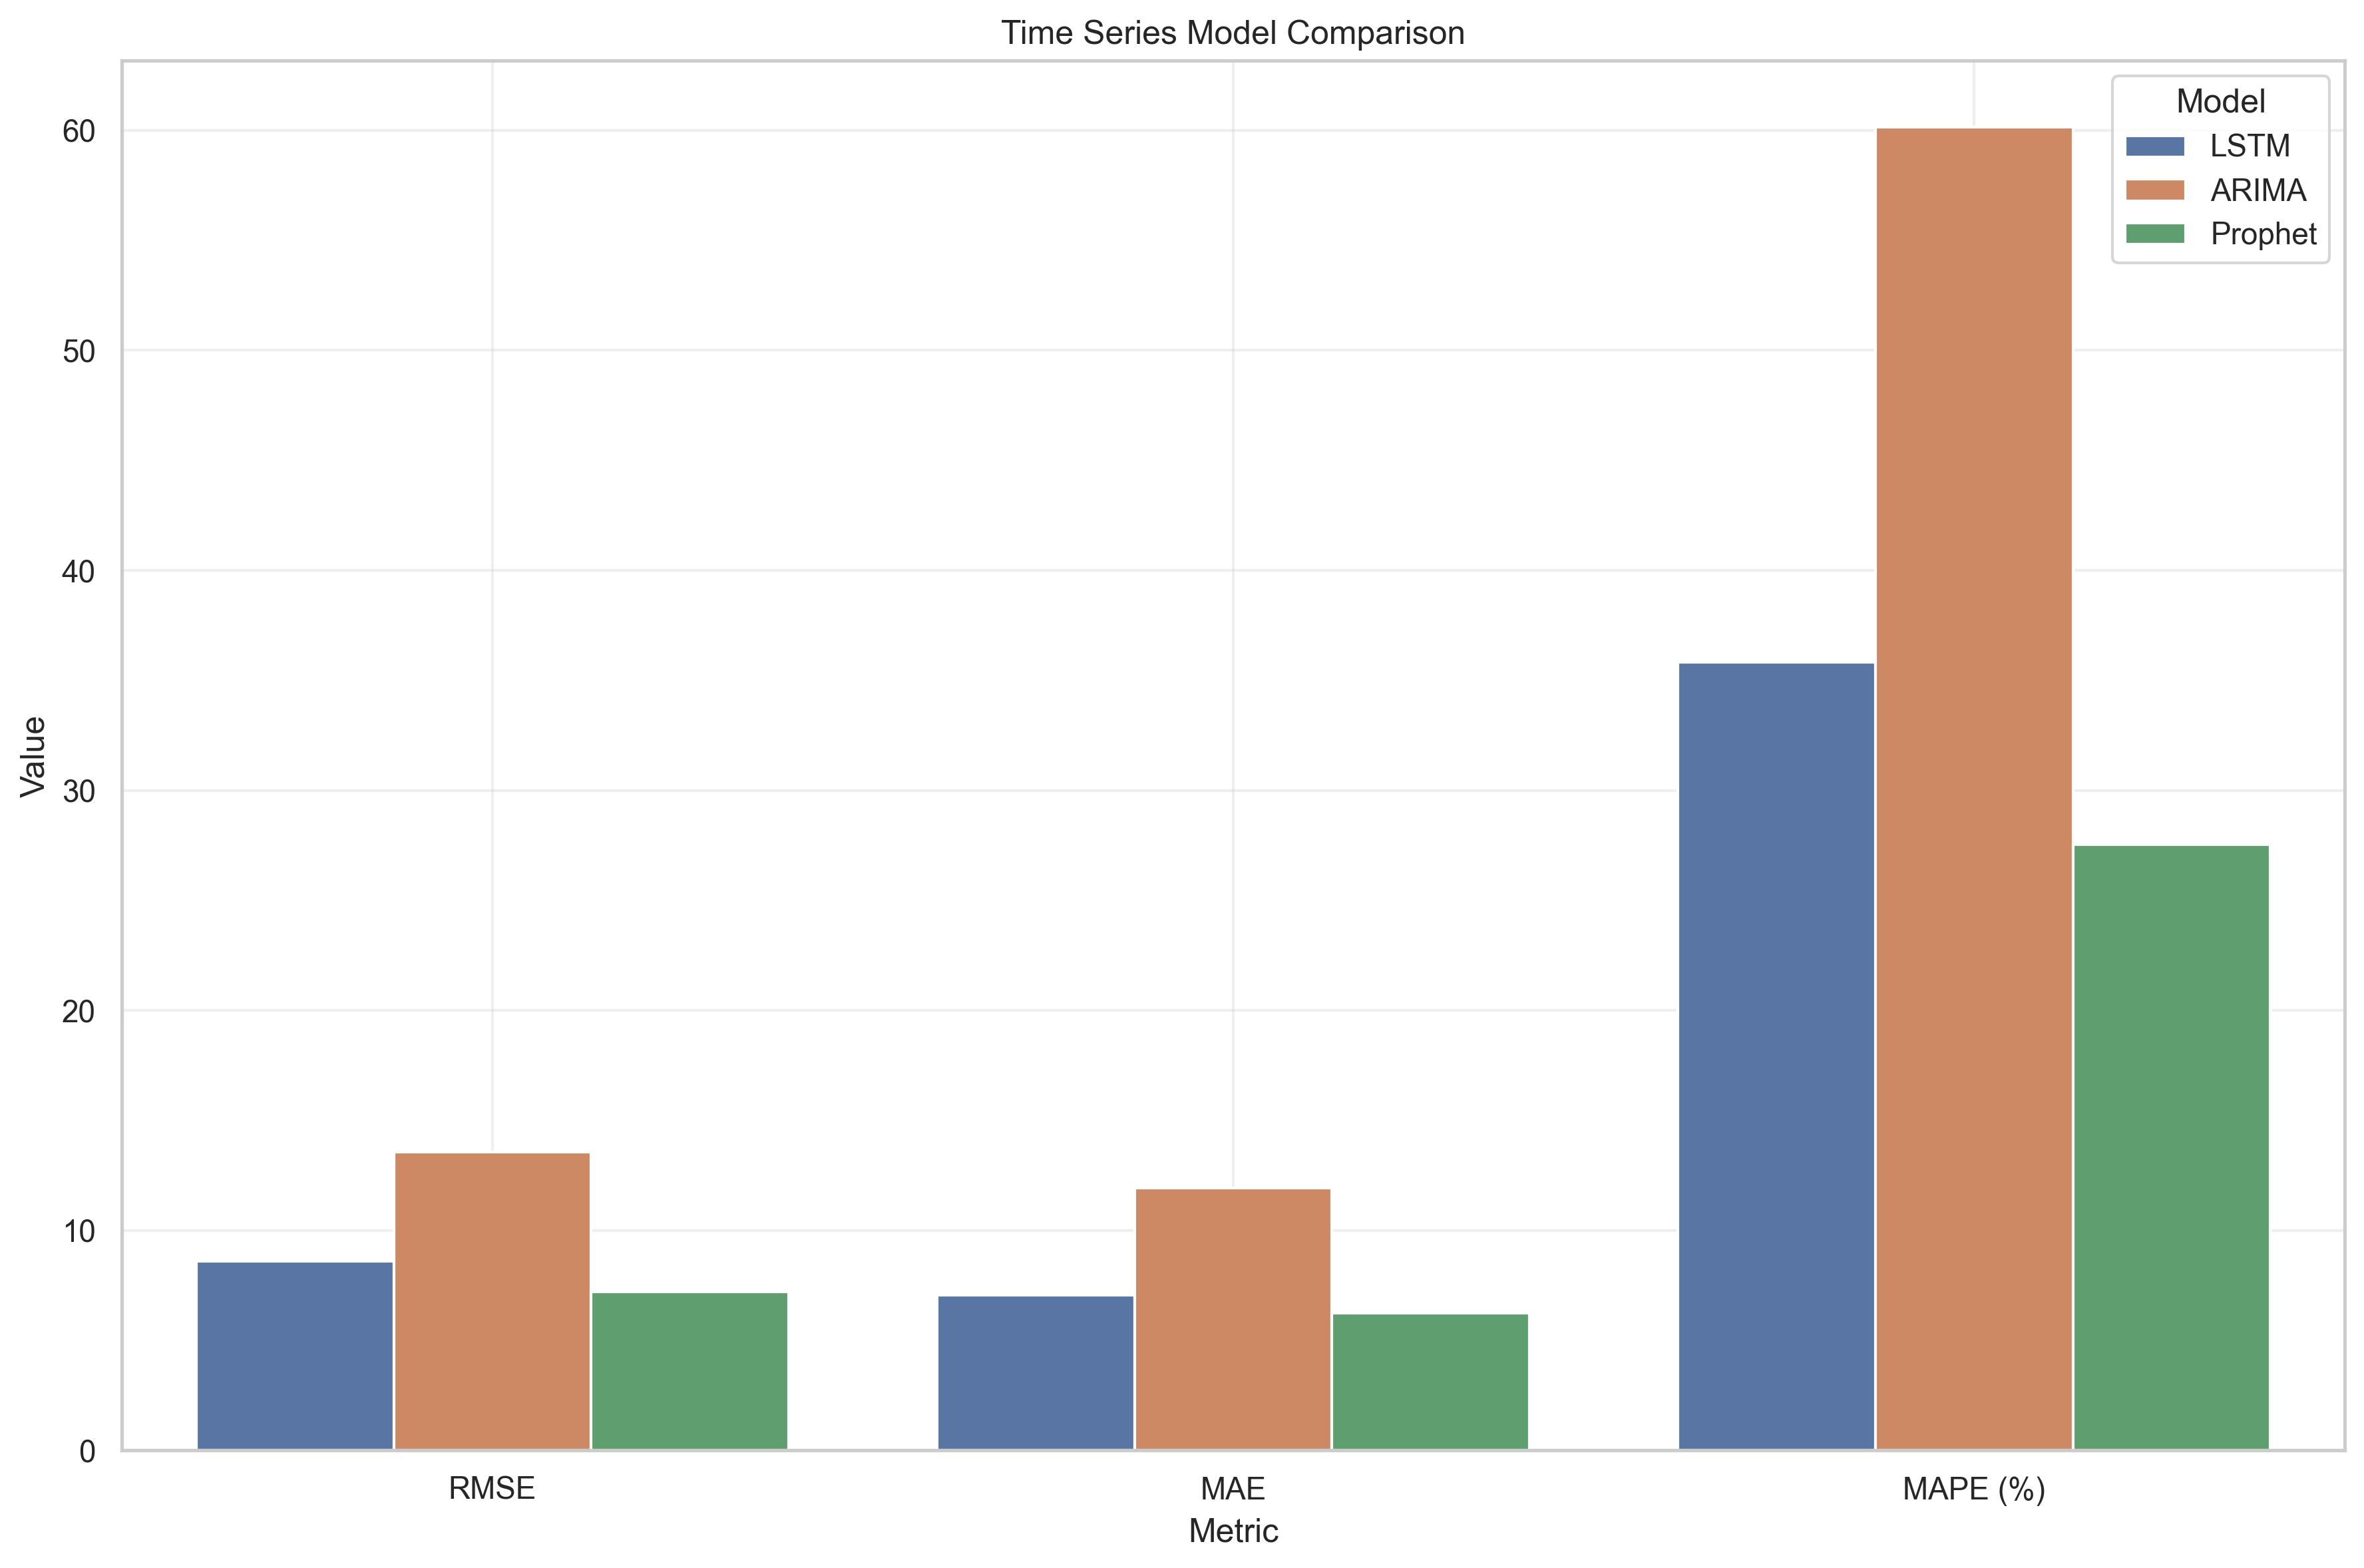 Time Series Model Comparison
Model
LSTM
ARIMA
Prophet
Value
60
50
40
30
20
10
0
RMSE
MAE
MAPE (%)
Metric